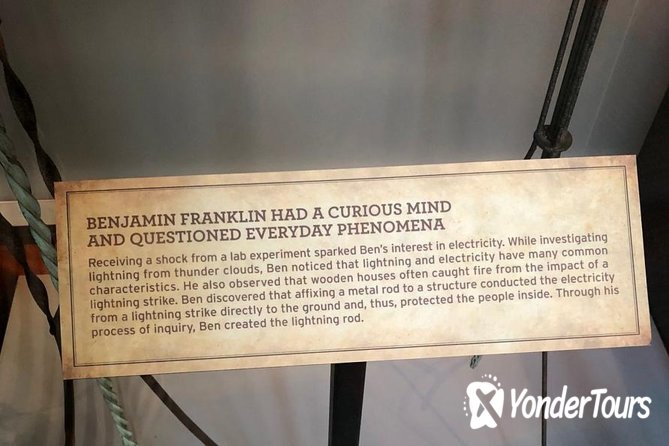 BENJAMIN FRANKLIN HAD A CURIOUS MIND
AND QUESTIONED EVERYDAY PHENOMENA
Receiving a shock from a lab experiment sparked Ben's interest in electricity. While investigating
lightning from thunder clouds, Ben noticed that lightning and electricity have many common
characteristics. He also observed that wooden houses often caught fire from the impact of a
lightning strike. Ben discovered that affixing a metal rod to a structure conducted the electricity
from a lightning strike directly to the ground and, thus, protected the people inside. Through his
process of inquiry, Ben created the lightning rod.
YonderTours